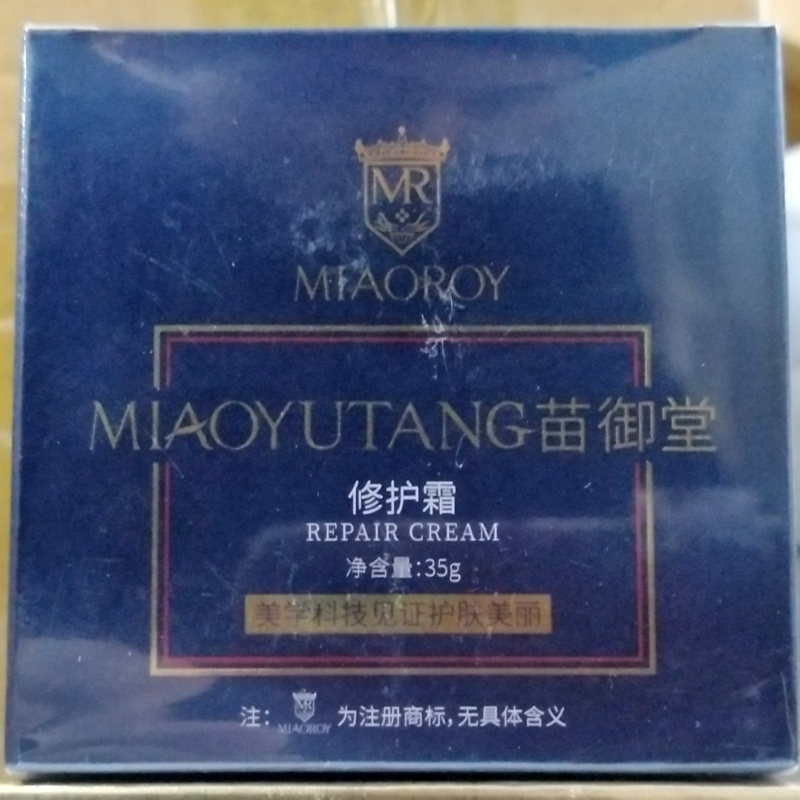 MR
MIAOROY
MIAOYUTANG苗御堂
修护霜
REPAIR CREAM
净含量:35g
美学科技见证护肤美丽
注: MR MIAOROY 为注册商标,无具体含义